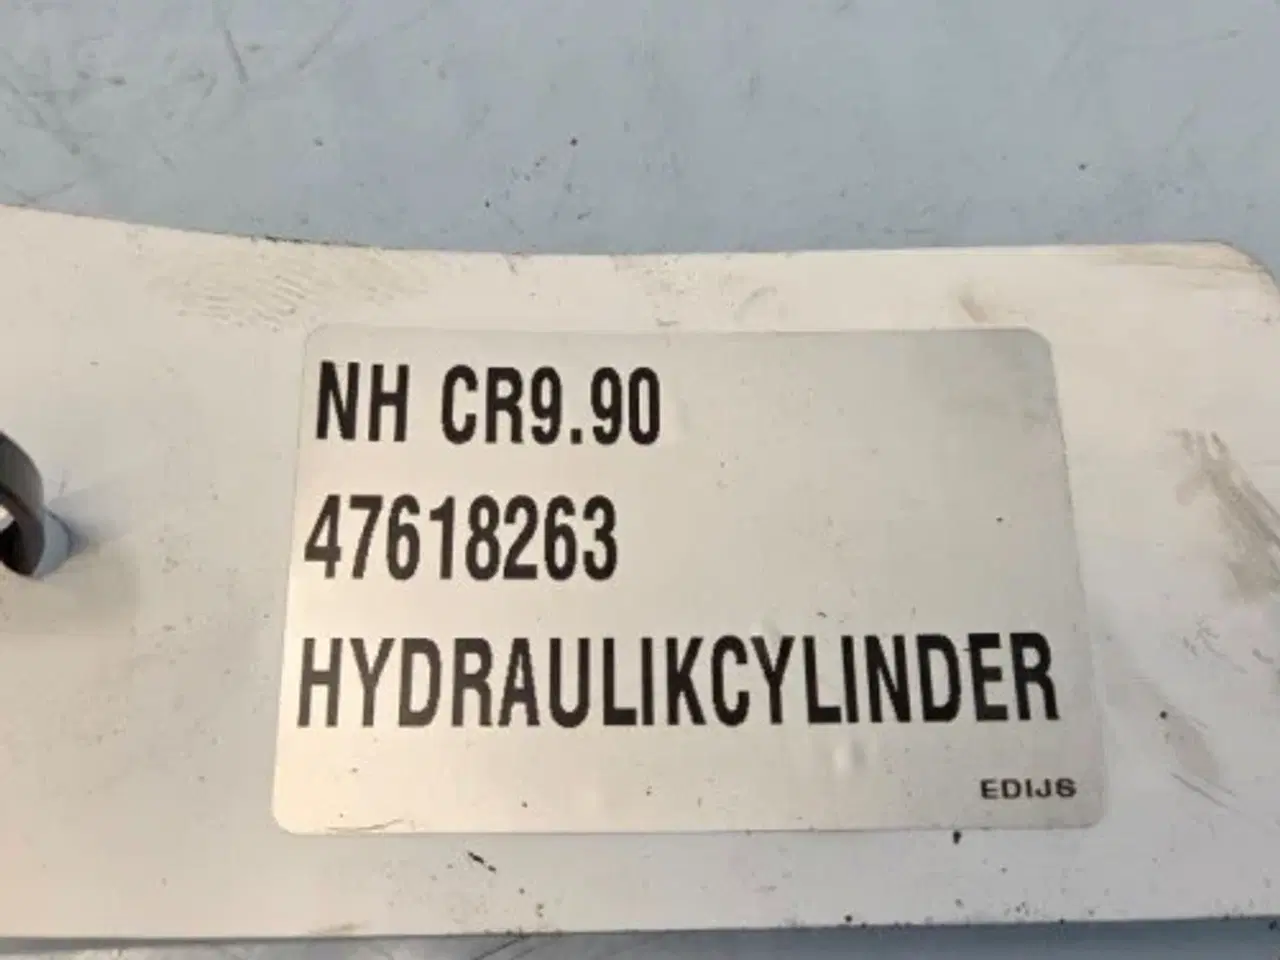 NH CR9.90
47618263
HYDRAULIKCYLINDER
EDIJS